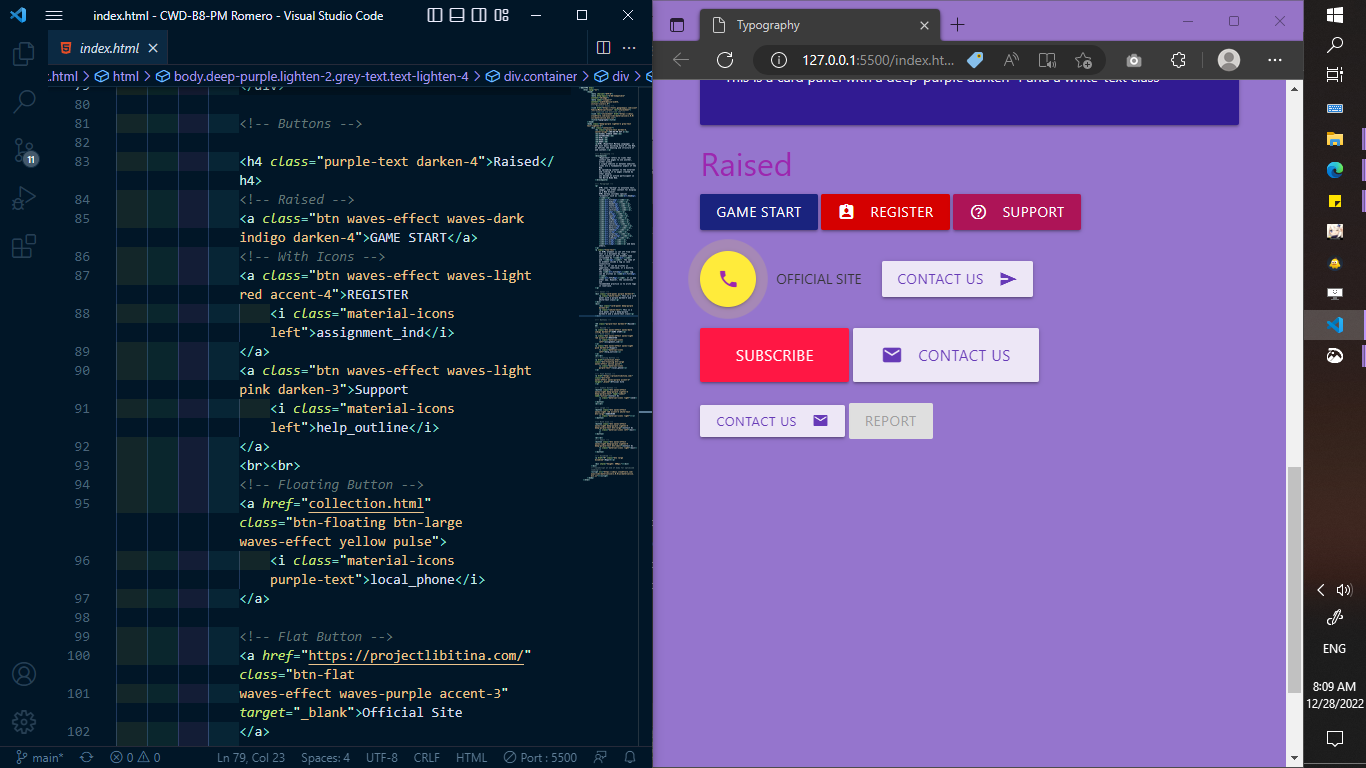 index.html - CWD-B8-PM Romero - Visual Studio Code
index.html
.html > html > body.deep-purple.lighten-2.grey-text.text-lighten-4 > div.container > div >
79 </div>
80
81 <!-- Buttons -->
82
83 <h4 class="purple-text darken-4">Raised</
h4>
84 <!-- Raised -->
85 <a class="btn waves-effect waves-dark
indigo darken-4">GAME START</a>
86 <!-- With Icons -->
87 <a class="btn waves-effect waves-light
red accent-4">REGISTER
88 <i class="material-icons
left">assignment_ind</i>
89 </a>
90 <a class="btn waves-effect waves-light
pink darken-3">Support
91 <i class="material-icons
left">help_outline</i>
92 </a>
93 <br><br>
94 <!-- Floating Button -->
95 <a href="collection.html"
class="btn-floating btn-large
waves-effect yellow pulse">
96 <i class="material-icons
purple-text">local_phone</i>
97 </a>
98
99 <!-- Flat Button -->
100 <a href="https://projectlibitina.com/"
class="btn-flat
101 waves-effect waves-purple accent-3"
target="_blank">Official Site
102 </a>
11
main*
0 0
Ln 79, Col 23
Spaces: 4
UTF-8
CRLF
HTML
Port : 5500
Typography
127.0.0.1:5500/index.ht...
This is a card panel with a deep-purple darken-4 and a white-text class
Raised
GAME START
REGISTER
SUPPORT
OFFICIAL SITE
CONTACT US
SUBSCRIBE
CONTACT US
CONTACT US
REPORT
ENG
8:09 AM
12/28/2022